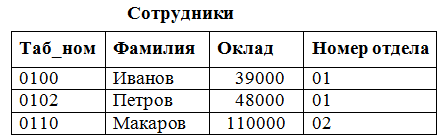 Сотрудники
Таб_ном Фамилия Оклад Номер отдела
0100 Иванов 39000 01
0102 Петров 48000 01
0110 Макаров 110000 02